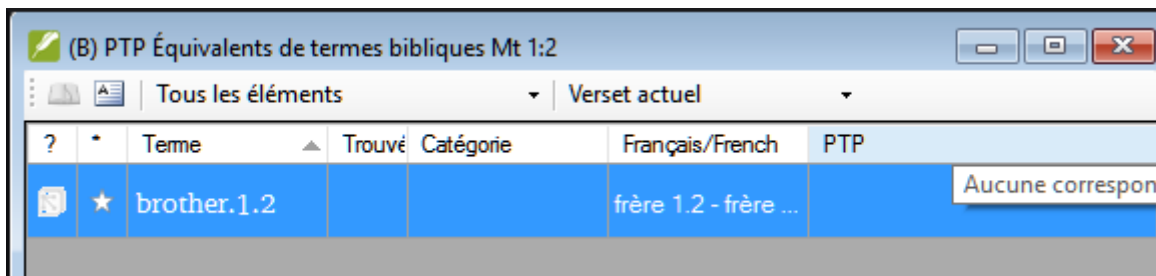 (B) PTP Équivalents de termes bibliques Mt 1:2
Tous les éléments Verset actuel
? * Terme Trouvé Catégorie Français/French PTP
brother.1.2 frère 1.2 - frère ... Aucune correspon